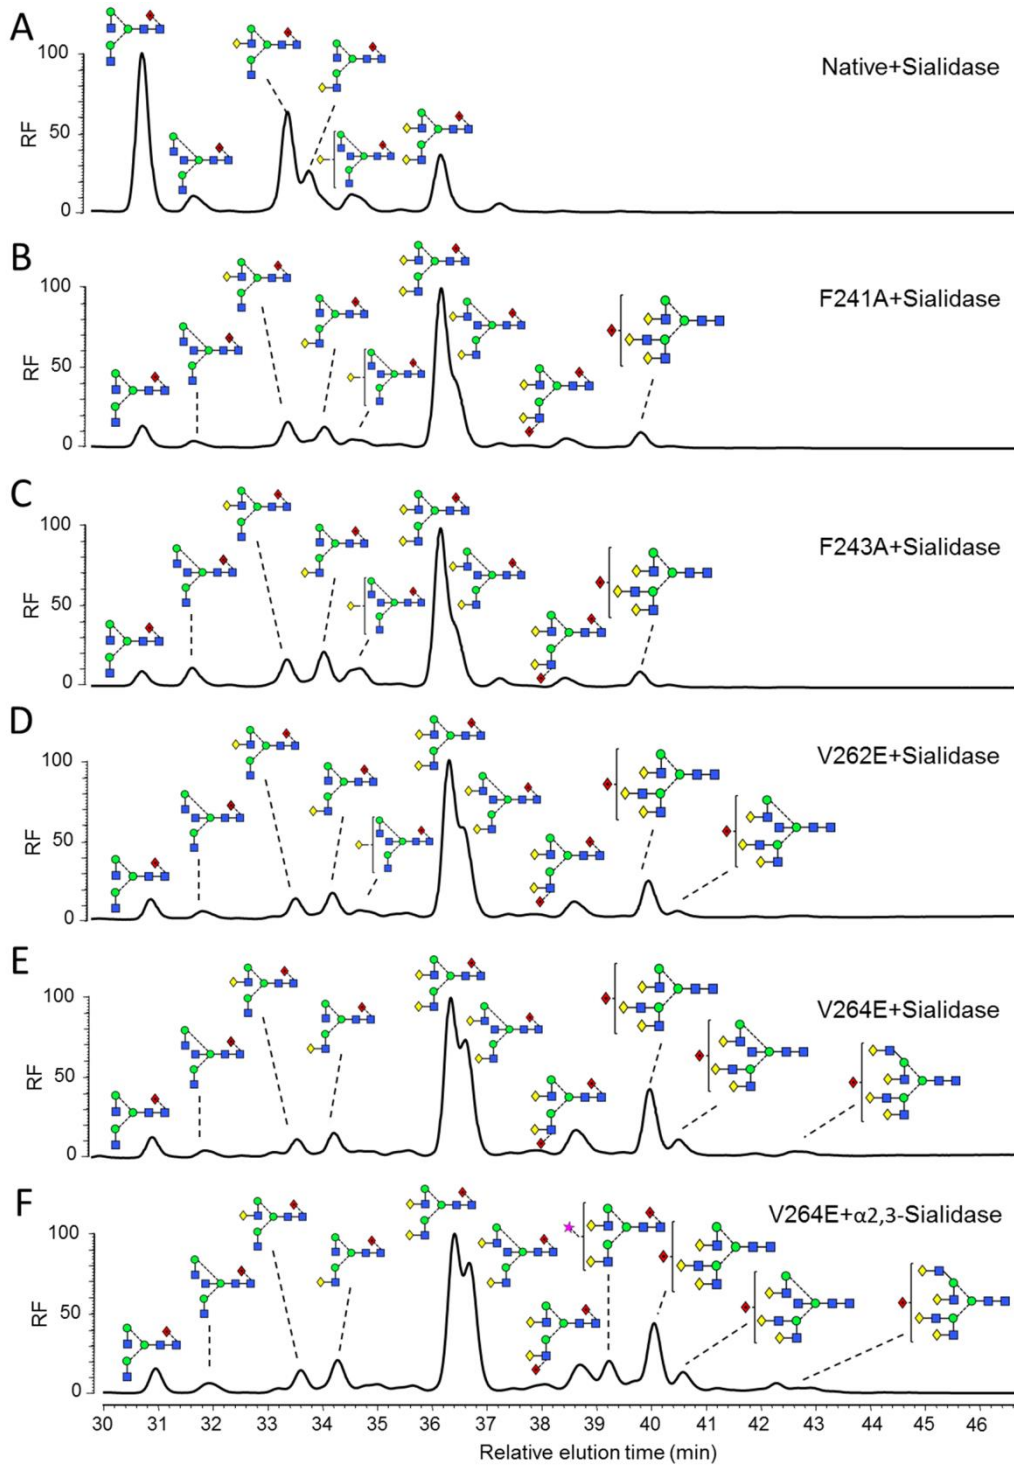 A
Native+Sialidase
100
50
0
RF
B
F241A+Sialidase
100
50
0
RF
C
F243A+Sialidase
100
50
0
RF
D
V262E+Sialidase
100
50
0
RF
E
V264E+Sialidase
100
50
0
RF
F
V264E+α2,3-Sialidase
100
50
0
RF
30 31 32 33 34 35 36 37 38 39 40 41 42 43 44 45 46
Relative elution time (min)